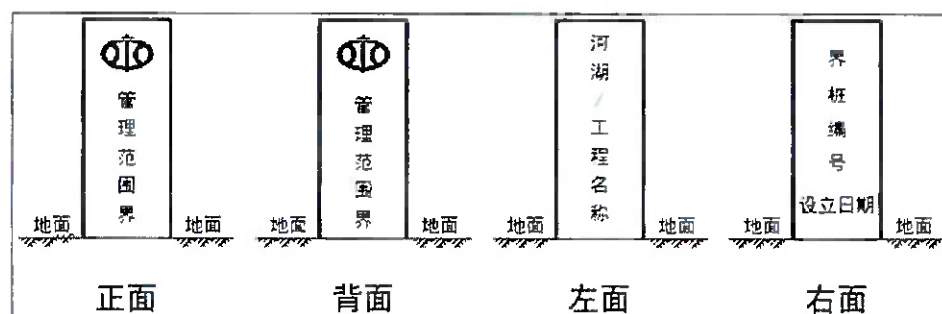 管理范围界
管理范围界
河湖/工程名称
界桩编号
设立日期
地面 地面 地面 地面 地面 地面 地面 地面
正面 背面 左面 右面